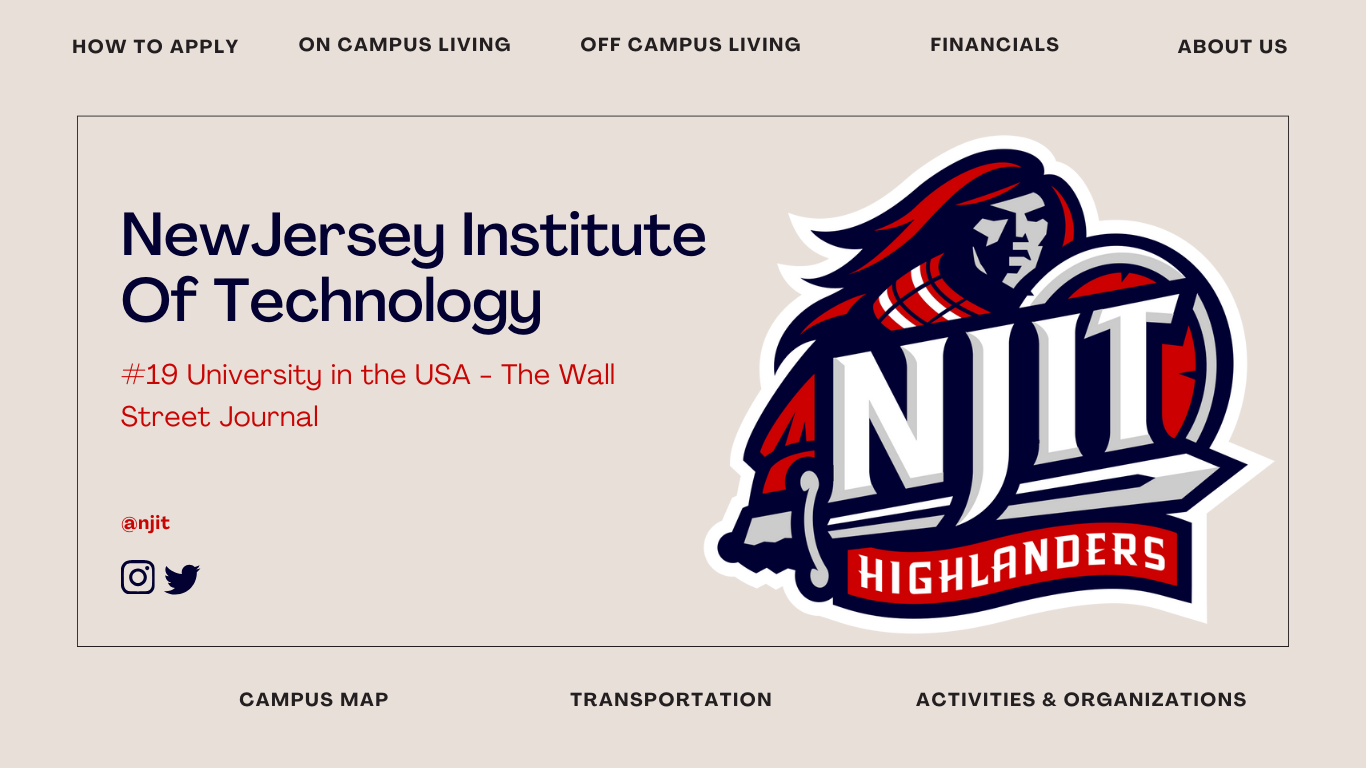 HOW TO APPLY
ON CAMPUS LIVING
OFF CAMPUS LIVING
FINANCIALS
ABOUT US
NewJersey Institute
Of Technology
#19 University in the USA - The Wall
Street Journal
@njit
NJIT
HIGHLANDERS
CAMPUS MAP
TRANSPORTATION
ACTIVITIES & ORGANIZATIONS